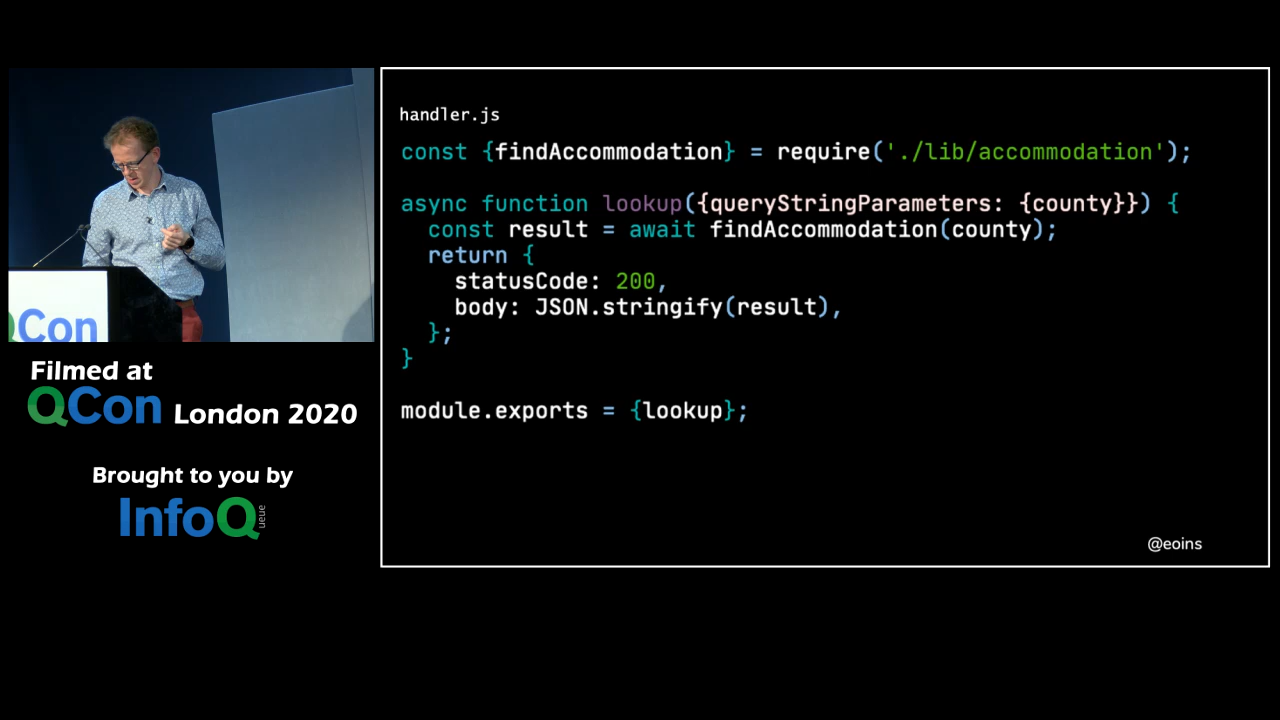 QCon
Filmed at
QCon London 2020
Brought to you by
InfoQ
ueue
handler.js
const {findAccommodation} = require('./lib/accommodation');
async function lookup({queryStringParameters: {county}}) {
  const result = await findAccommodation(county);
  return {
    statusCode: 200,
    body: JSON.stringify(result),
  };
}
module.exports = {lookup};
@eoins